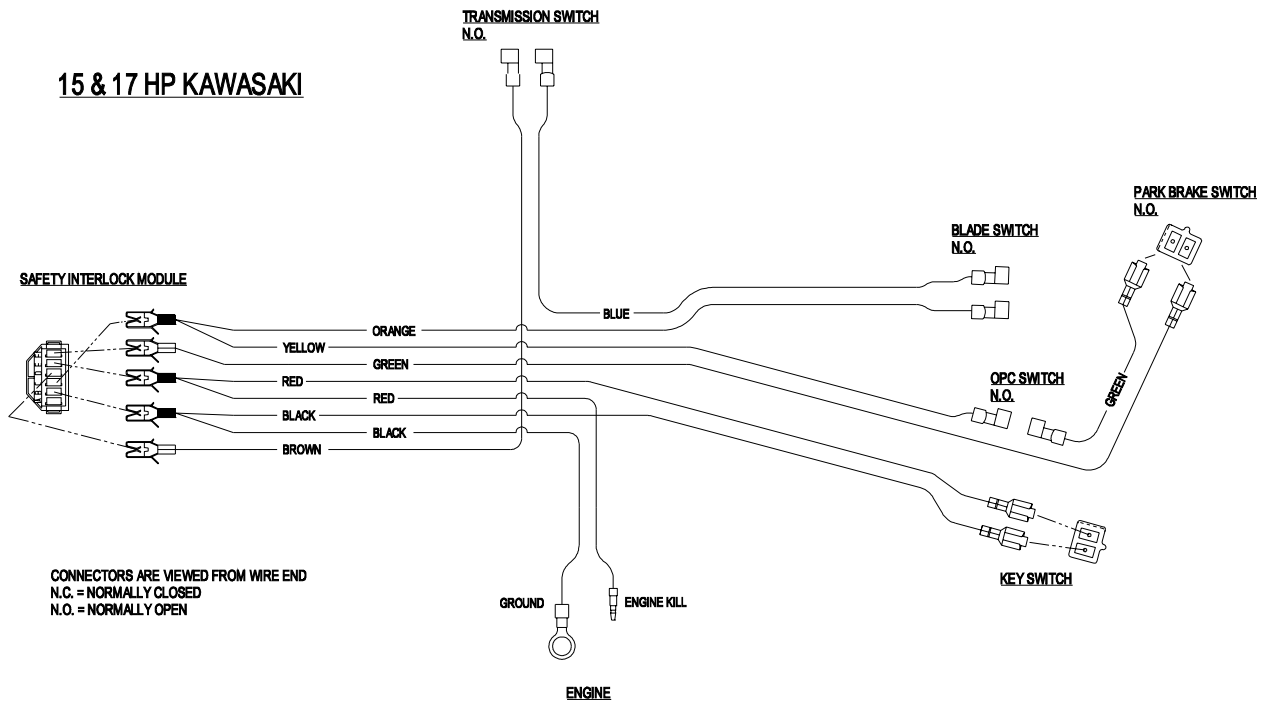 TRANSMISSION SWITCH
N.O.
15 & 17 HP KAWASAKI
PARK BRAKE SWITCH
N.O.
BLADE SWITCH
N.O.
SAFETY INTERLOCK MODULE
BLUE
ORANGE
YELLOW
GREEN
RED
RED
BLACK
BLACK
BROWN
OPC SWITCH
N.O.
GREEN
KEY SWITCH
CONNECTORS ARE VIEWED FROM WIRE END
N.C. = NORMALLY CLOSED
N.O. = NORMALLY OPEN
GROUND
ENGINE KILL
ENGINE